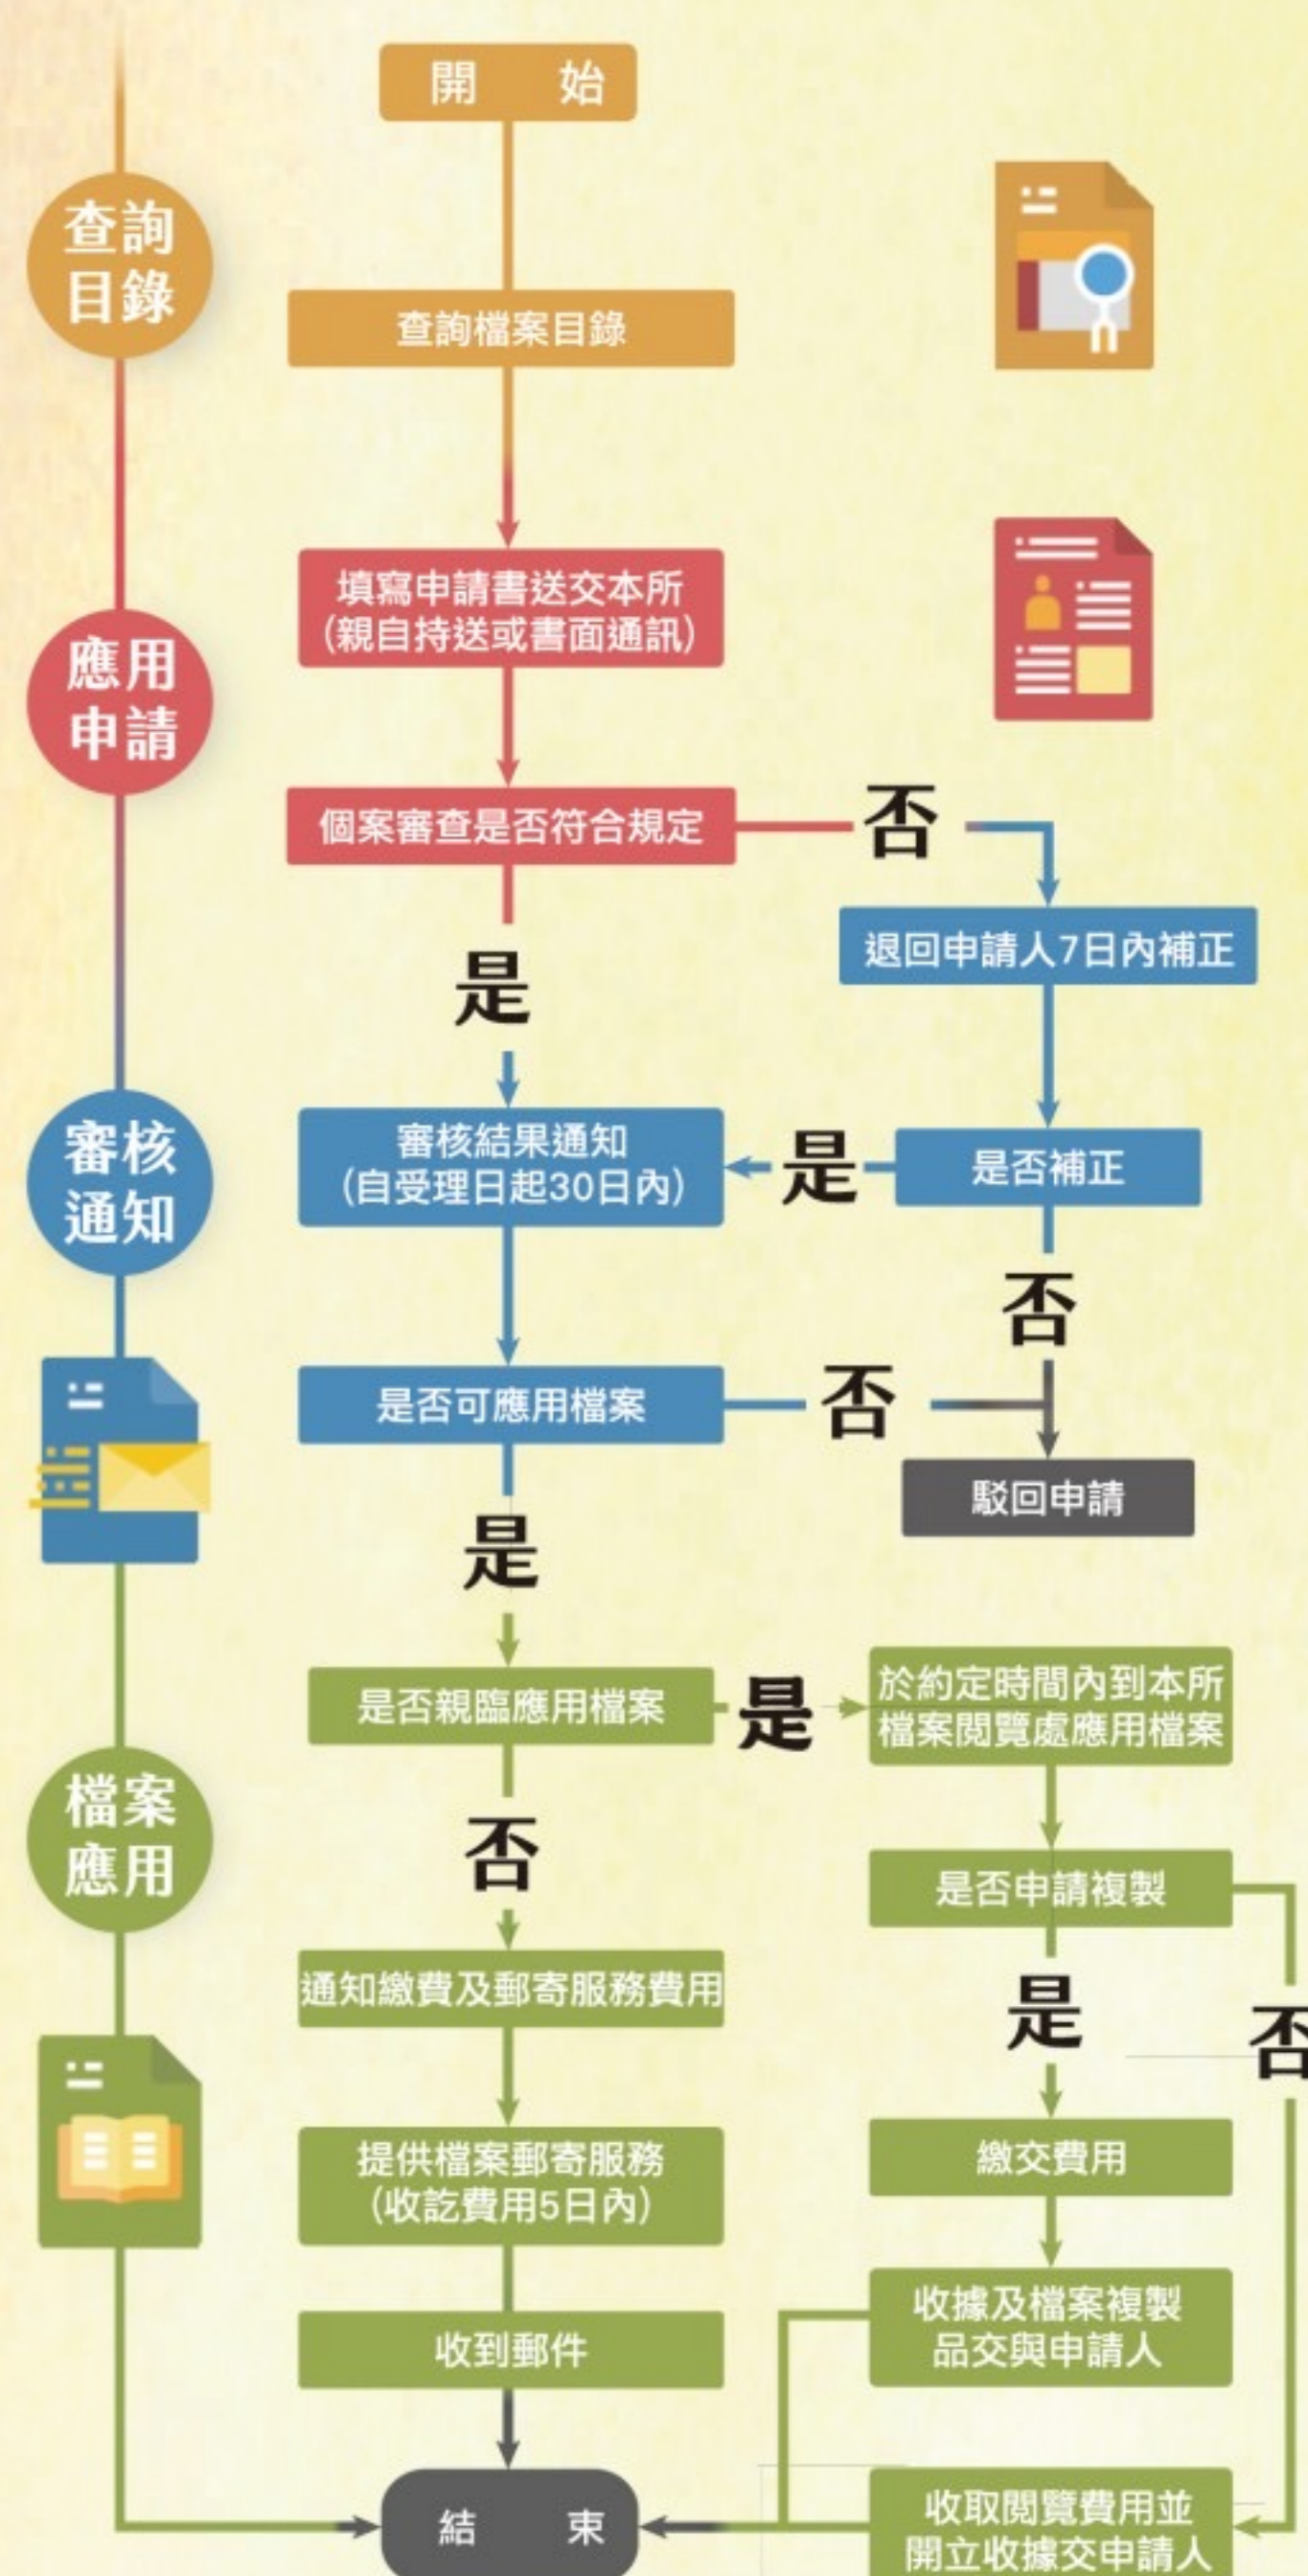 開 始
查詢
目錄
查詢檔案目錄
填寫申請書送交本所
(親自持送或書面通訊)
應用
申請
個案審查是否符合規定
否
退回申請人7日內補正
是
審核
通知
審核結果通知
(自受理日起30日內)
是
是否補正
否
是否可應用檔案
否
駁回申請
是
是否親臨應用檔案
是
於約定時間內到本所
檔案閱覽處應用檔案
檔案
應用
否
是否申請複製
通知繳費及郵寄服務費用
是
否
提供檔案郵寄服務
(收訖費用5日內)
繳交費用
收到郵件
收據及檔案複製
品交與申請人
結 束
收取閱覽費用並
開立收據交申請人